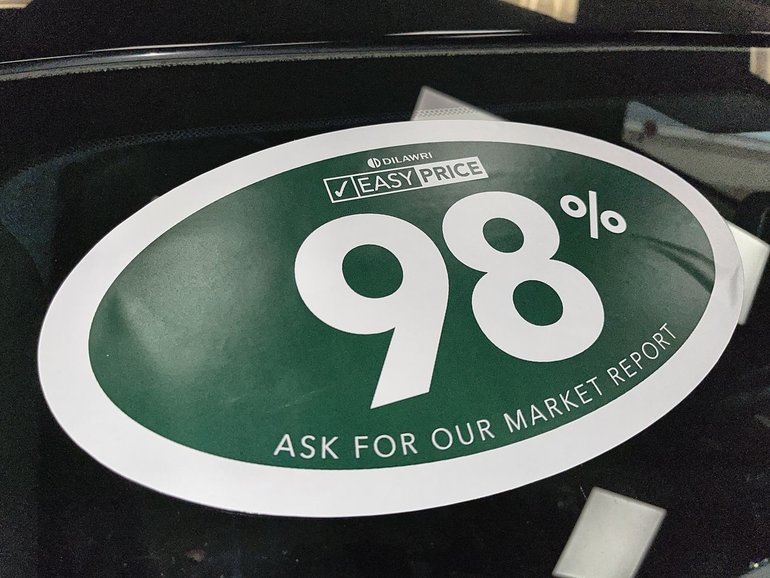 DILAWRI
✓ EASY PRICE
98%
ASK FOR OUR MARKET REPORT